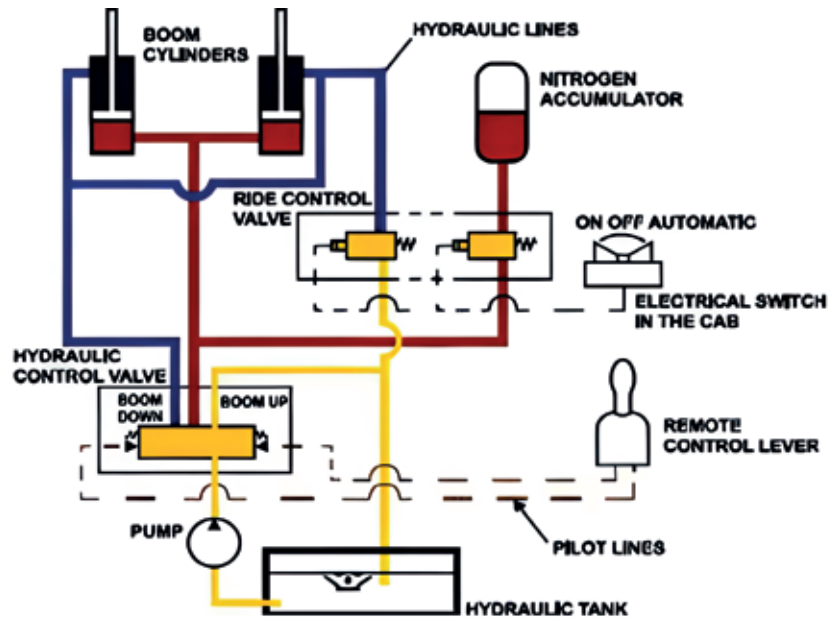 BOOM
CYLINDERS
HYDRAULIC LINES
NITROGEN
ACCUMULATOR
RIDE CONTROL
VALVE
ON OFF AUTOMATIC
ELECTRICAL SWITCH
IN THE CAB
HYDRAULIC
CONTROL VALVE
BOOM
DOWN
BOOM UP
REMOTE
CONTROL LEVER
PUMP
PILOT LINES
HYDRAULIC TANK